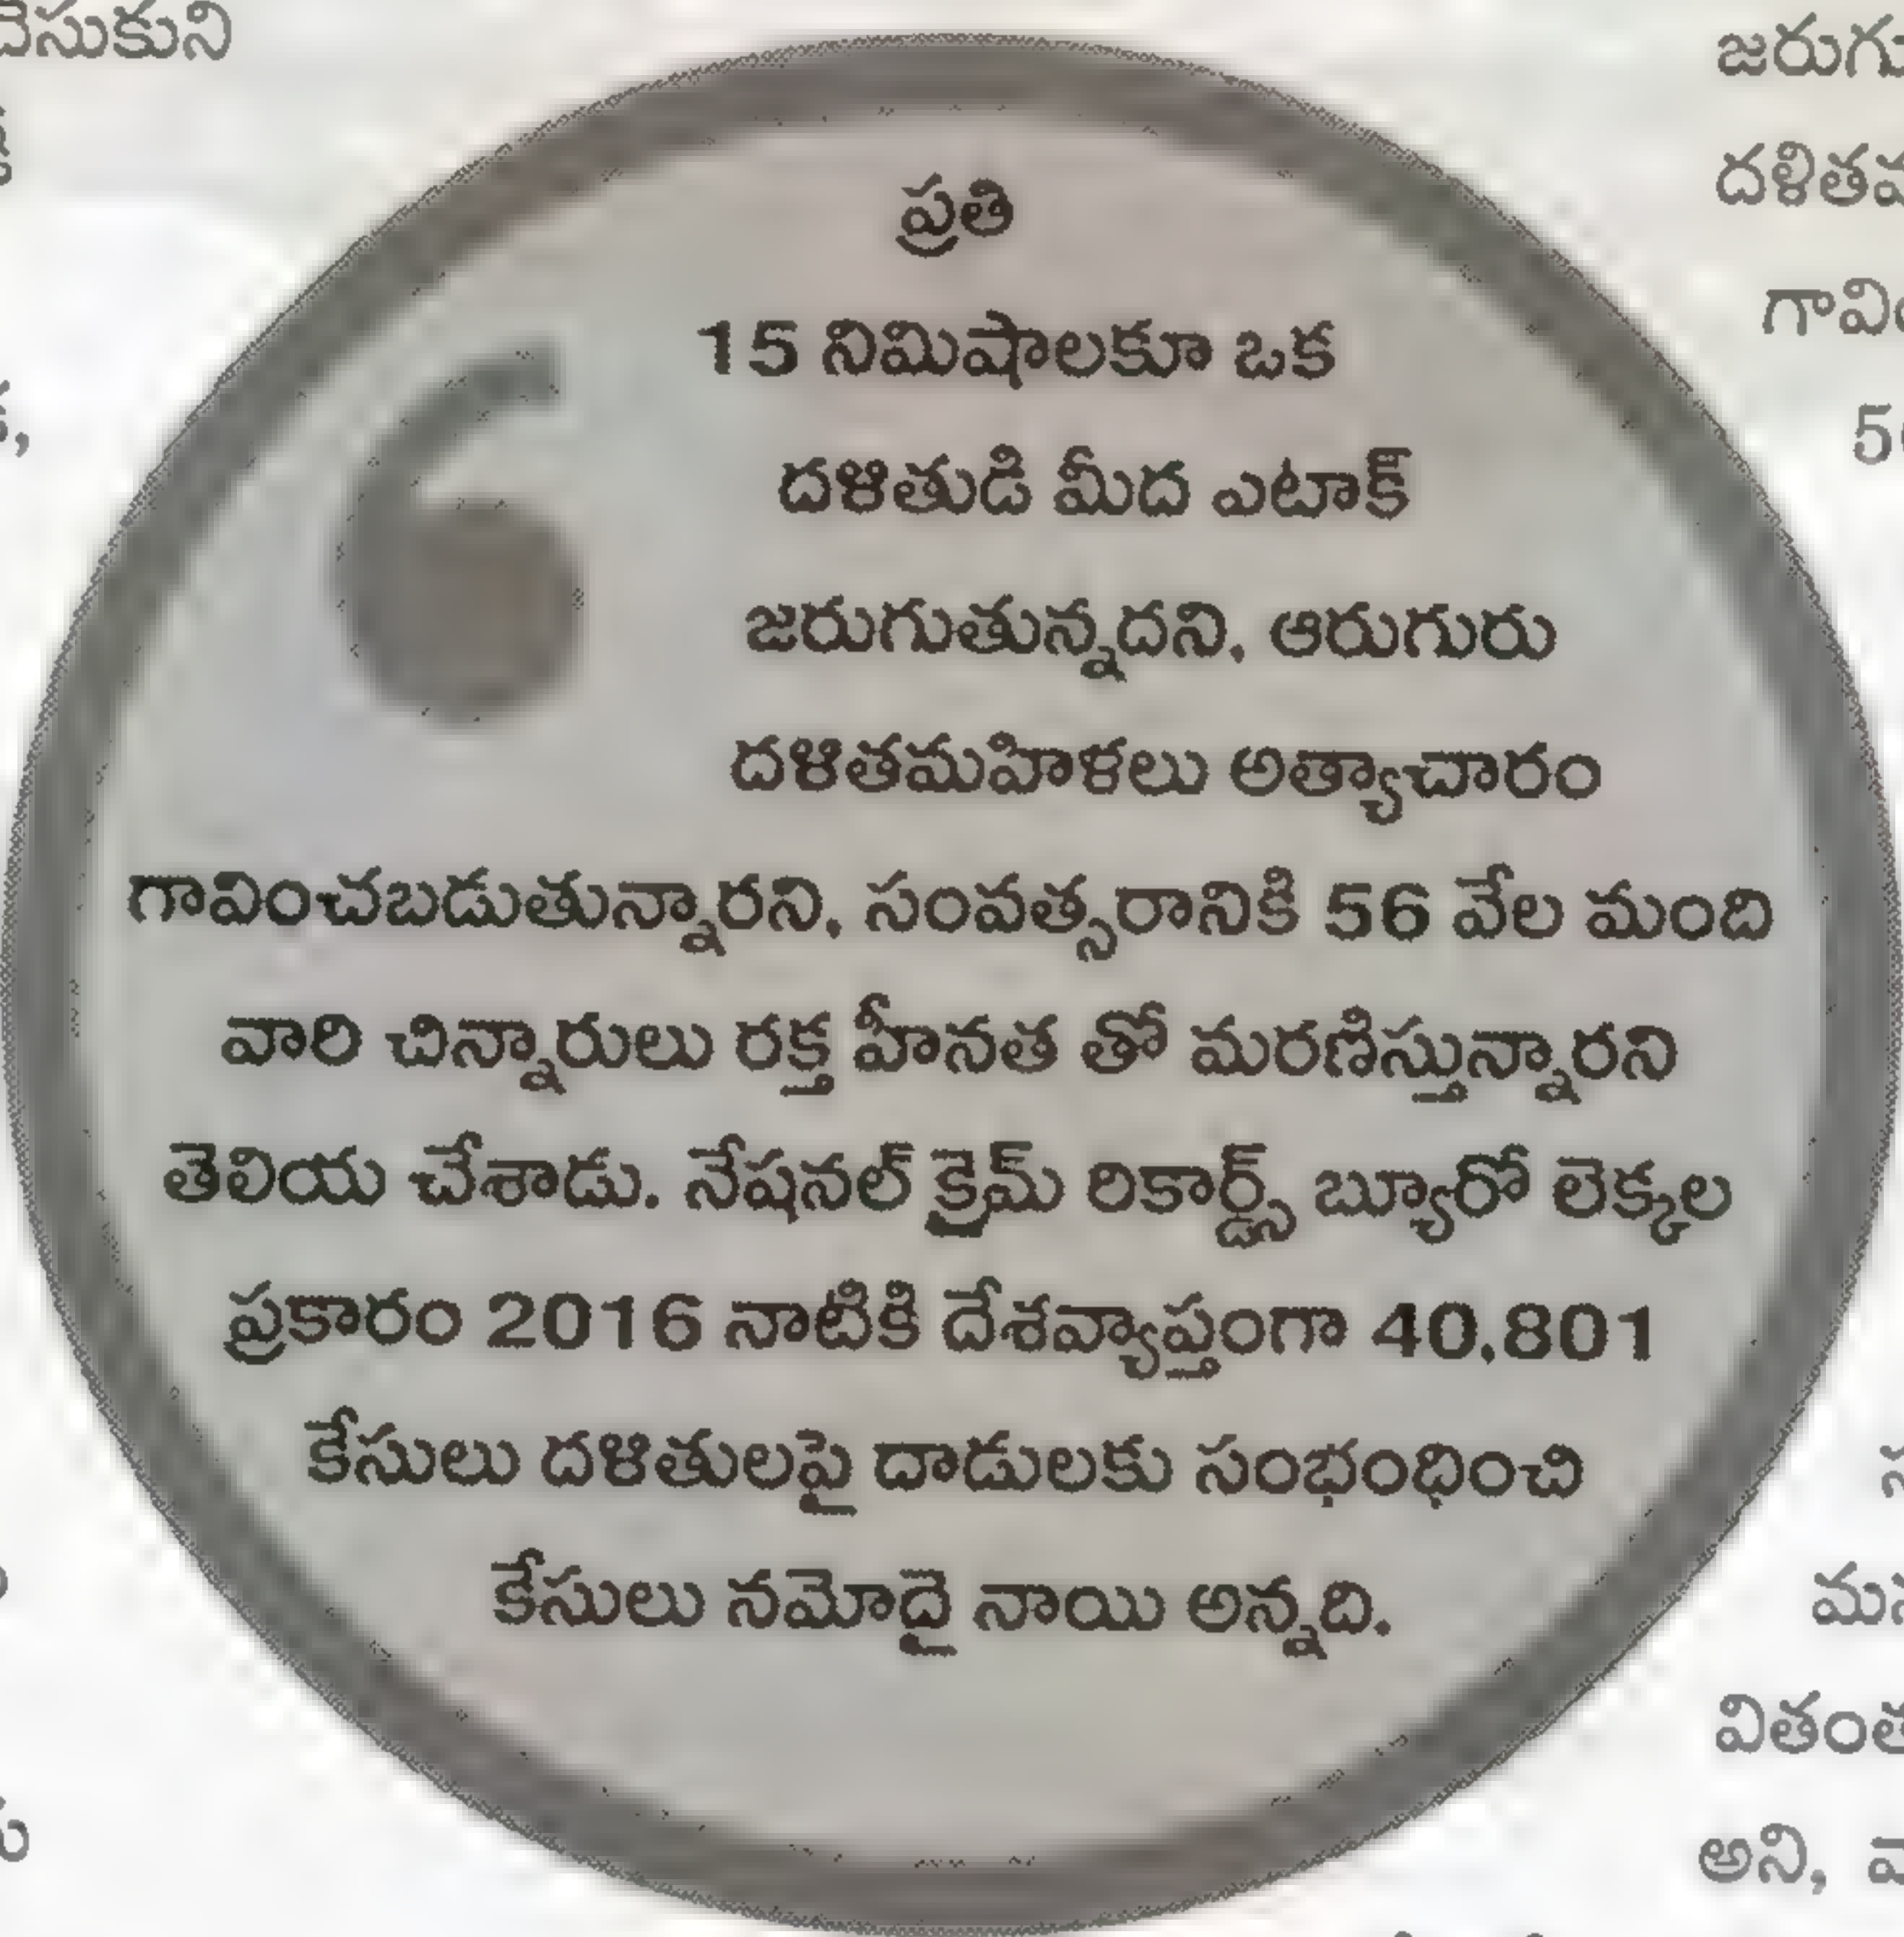 చేసుకుని
ప్రతి
15 నిమిషాలకూ ఒక
దళితుడి మీద ఎటాక్
జరుగుతున్నదని, ఆరుగురు
దళితమహిళలు అత్యాచారం
గావించబడుతున్నారని, సంవత్సరానికి 56 వేల మంది
వారి చిన్నారులు రక్త హీనత తో మరణిస్తున్నారని
తెలియ చేశాడు. నేషనల్ క్రైమ్ రికార్డ్స్ బ్యూరో లెక్కల
ప్రకారం 2016 నాటికి దేశవ్యాప్తంగా 40,801
కేసులు దళితులపై దాడులకు సంభంధించి
కేసులు నమోదై నాయి అన్నది.
అని,